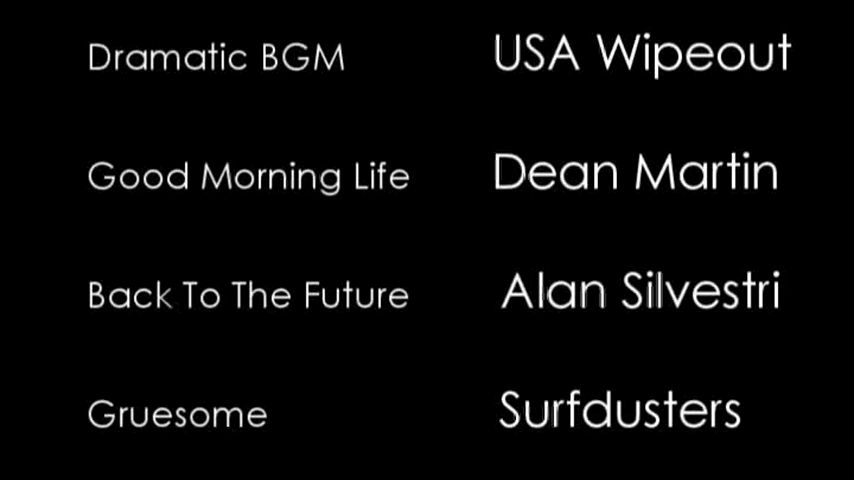 Dramatic BGM USA Wipeout
Good Morning Life Dean Martin
Back To The Future Alan Silvestri
Gruesome Surfdusters